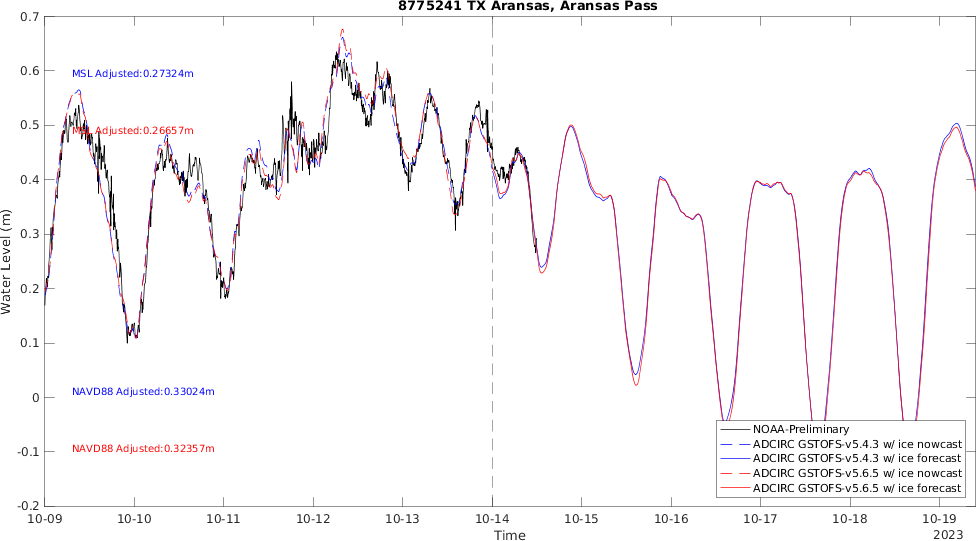 8775241 TX Aransas, Aransas Pass
0.7
0.6
0.5
0.4
0.3
0.2
0.1
0
-0.1
-0.2
Water Level (m)
MSL Adjusted:0.27324m
MSL Adjusted:0.26657m
NAVD88 Adjusted:0.33024m
NAVD88 Adjusted:0.32357m
NOAA-Preliminary
ADCIRC GSTOFS-v5.4.3 w/ ice nowcast
ADCIRC GSTOFS-v5.4.3 w/ ice forecast
ADCIRC GSTOFS-v5.6.5 w/ ice nowcast
ADCIRC GSTOFS-v5.6.5 w/ ice forecast
10-09 10-10 10-11 10-12 10-13 10-14 10-15 10-16 10-17 10-18 10-19
Time 2023